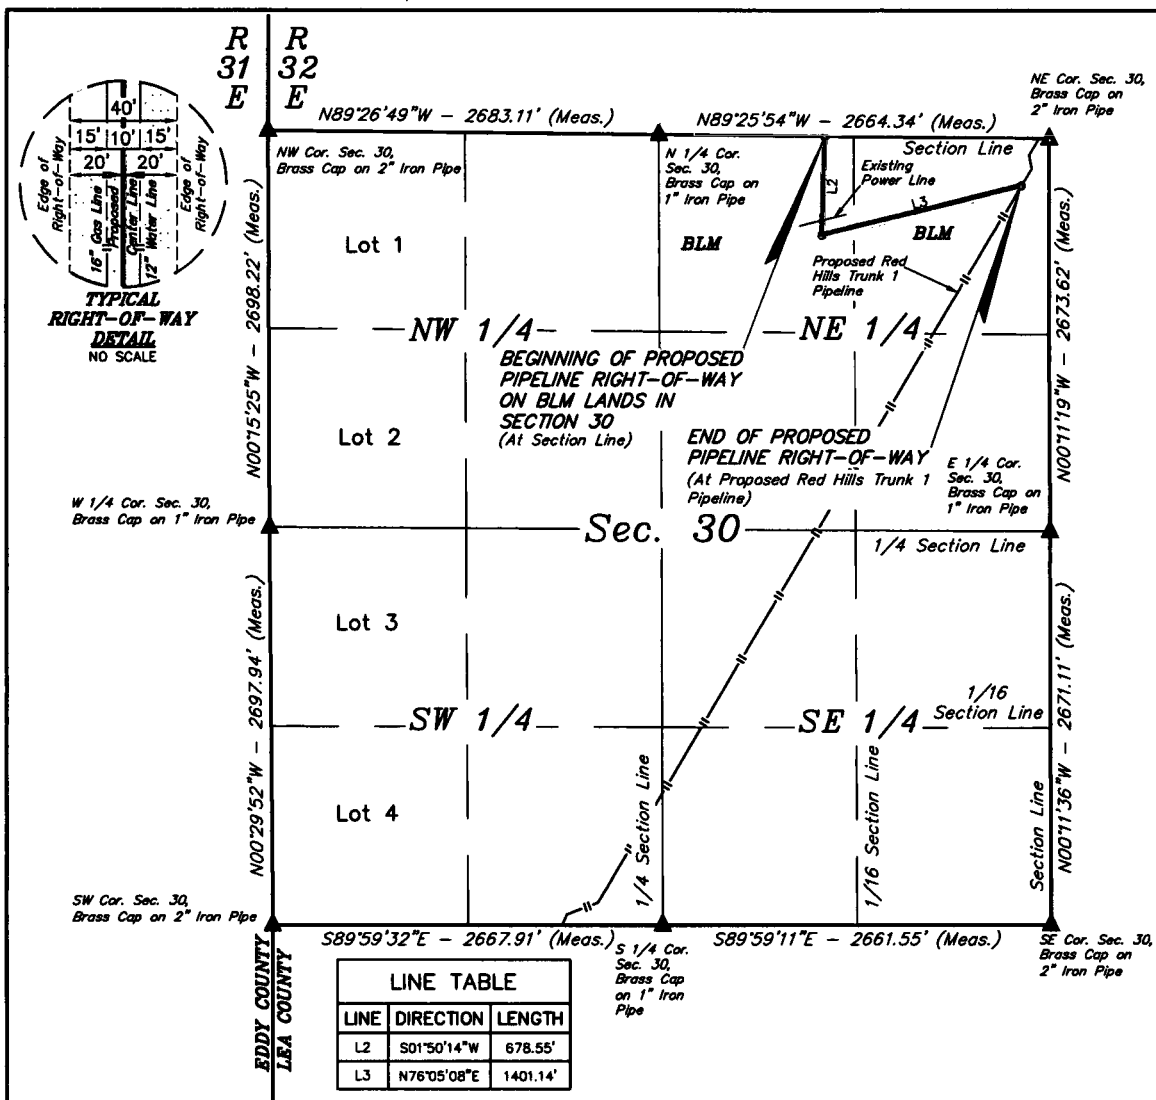 R R
31 32
E E
N89°26'49"W - 2683.11' (Meas.)
N89°25'54"W - 2664.34' (Meas.)
NE Cor. Sec. 30,
Brass Cap on
2" Iron Pipe
Section Line
NW Cor. Sec. 30,
Brass Cap on 2" Iron Pipe
N 1/4 Cor.
Sec. 30,
Brass Cap on
1" Iron Pipe
40'
15' 10' 15'
20' 20'
Edge of
Right-of-Way
16" Gas Line
Proposed
Center Line
12" Water Line
Edge of
Right-of-Way
TYPICAL
RIGHT-OF-WAY
DETAIL
NO SCALE
L2
Existing
Power Line
L3
BLM
BLM
Proposed Red
Hills Trunk 1
Pipeline
Lot 1
N00°15'25"W - 2698.22' (Meas.)
N00°11'19"W - 2673.62' (Meas.)
NW 1/4
NE 1/4
BEGINNING OF PROPOSED
PIPELINE RIGHT-OF-WAY
ON BLM LANDS IN
SECTION 30
(At Section Line)
Lot 2
END OF PROPOSED
PIPELINE RIGHT-OF-WAY
(At Proposed Red Hills Trunk 1
Pipeline)
E 1/4 Cor.
Sec. 30,
Brass Cap on
1" Iron Pipe
W 1/4 Cor. Sec. 30,
Brass Cap on 1" Iron Pipe
Sec. 30
1/4 Section Line
Lot 3
N00°29'52"W - 2697.94' (Meas.)
N00°11'36"W - 2671.11' (Meas.)
1/16
Section Line
SW 1/4
SE 1/4
Lot 4
1/4 Section Line
1/16 Section Line
Section Line
SW Cor. Sec. 30,
Brass Cap on 2" Iron Pipe
S89°59'32"E - 2667.91' (Meas.)
S89°59'11"E - 2661.55' (Meas.)
S 1/4 Cor.
Sec. 30,
Brass Cap
on 1" Iron
Pipe
SE Cor. Sec. 30,
Brass Cap on
2" Iron Pipe
EDDY COUNTY
LEA COUNTY
LINE TABLE
LINE DIRECTION LENGTH
L2 S01°50'14"W 678.55'
L3 N76°05'08"E 1401.14'